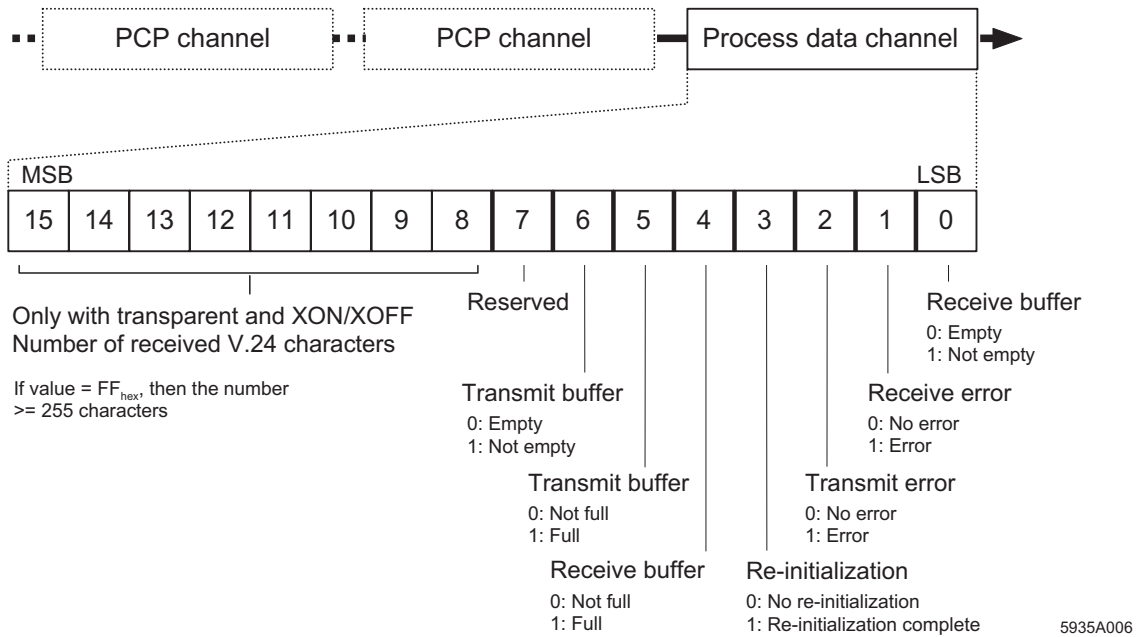 PCP channel PCP channel Process data channel
MSB LSB
15 14 13 12 11 10 9 8 7 6 5 4 3 2 1 0
Only with transparent and XON/XOFF
Number of received V.24 characters
If value = FFhex, then the number
>= 255 characters
Reserved
Receive buffer
0: Empty
1: Not empty
Transmit buffer
0: Empty
1: Not empty
Receive error
0: No error
1: Error
Transmit buffer
0: Not full
1: Full
Transmit error
0: No error
1: Error
Receive buffer
0: Not full
1: Full
Re-initialization
0: No re-initialization
1: Re-initialization complete
5935A006